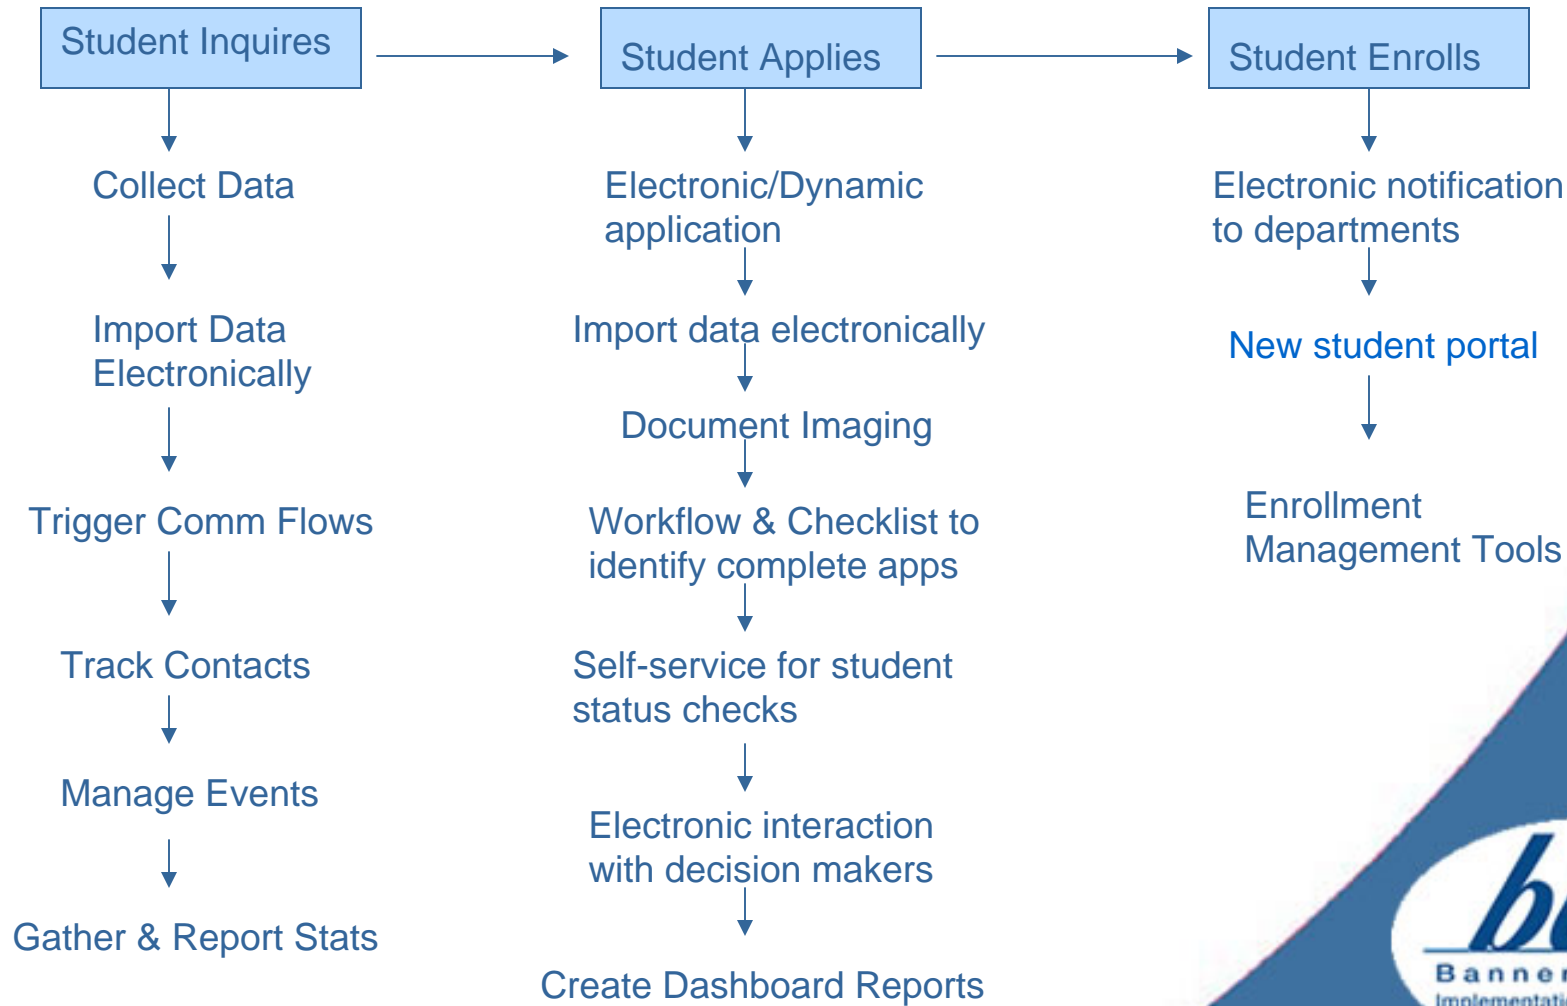 Student Inquires
Student Applies
Student Enrolls
Collect Data
Import Data
Electronically
Trigger Comm Flows
Track Contacts
Manage Events
Gather & Report Stats
Electronic/Dynamic
application
Import data electronically
Document Imaging
Workflow & Checklist to
identify complete apps
Self-service for student
status checks
Electronic interaction
with decision makers
Create Dashboard Reports
Electronic notification
to departments
New student portal
Enrollment
Management Tools
Banner